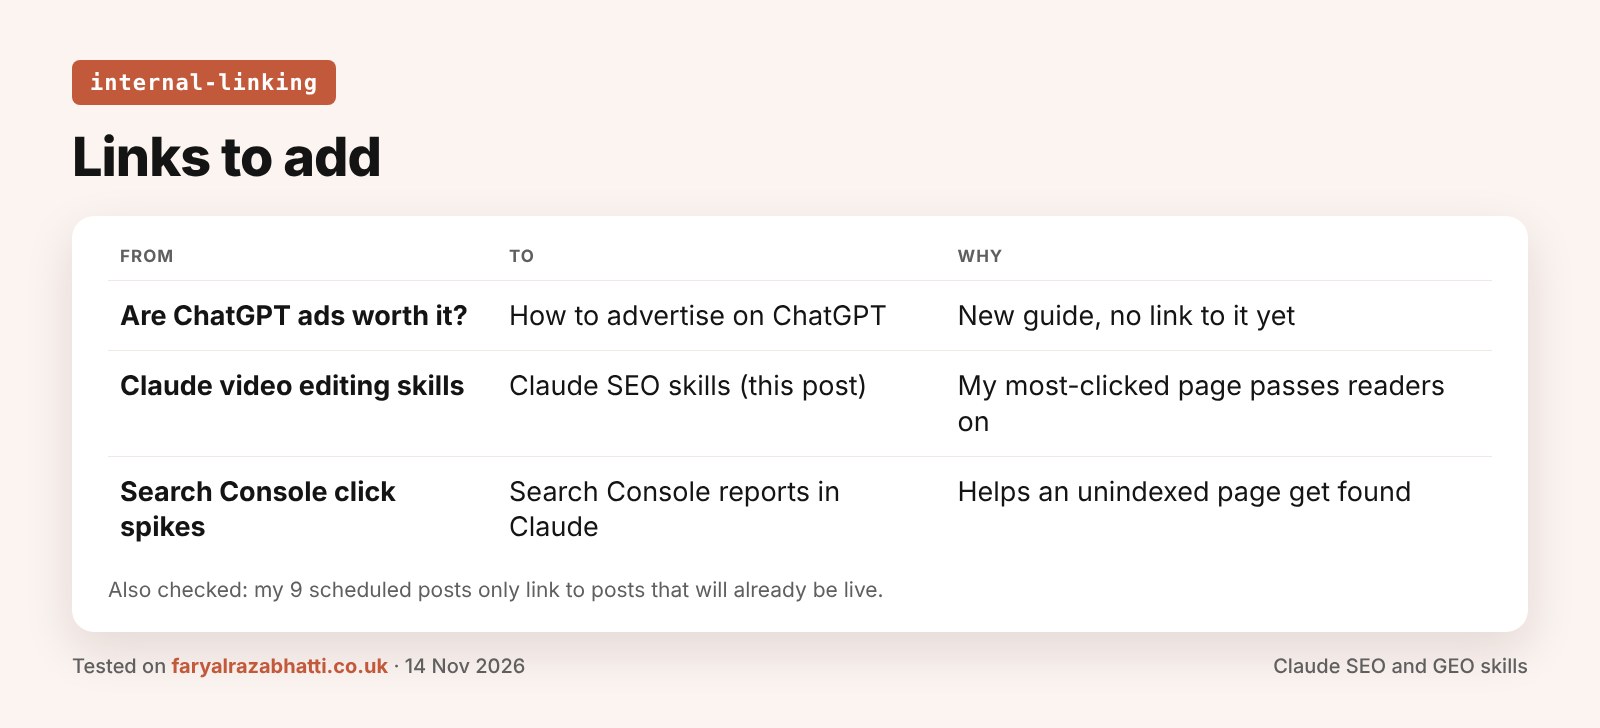 internal-linking
Links to add
FROM TO WHY
Are ChatGPT ads worth it? How to advertise on ChatGPT New guide, no link to it yet
Claude video editing skills Claude SEO skills (this post) My most-clicked page passes readers
on
Search Console click Search Console reports in Helps an unindexed page get found
spikes Claude
Also checked: my 9 scheduled posts only link to posts that will already be live.
Tested on faryalrazabhatti.co.uk · 14 Nov 2026 Claude SEO and GEO skills